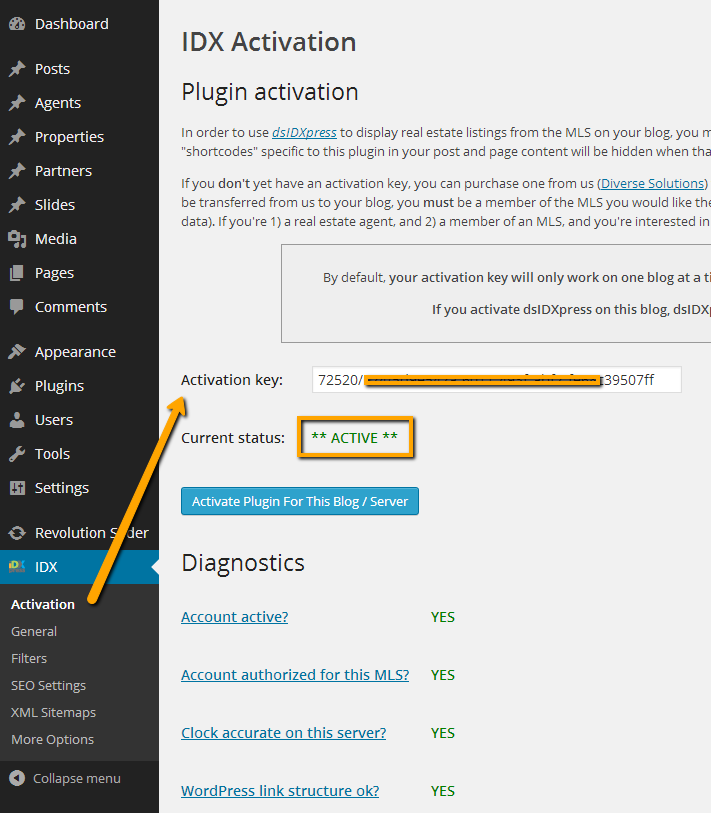 Dashboard
Posts
Agents
Properties
Partners
Slides
Media
Pages
Comments
Appearance
Plugins
Users
Tools
Settings
Revolution Slider
IDX
Activation
General
Filters
SEO Settings
XML Sitemaps
More Options
Collapse menu
IDX Activation
Plugin activation
In order to use dsIDXpress to display real estate listings from the MLS on your blog, you m
"shortcodes" specific to this plugin in your post and page content will be hidden when tha
If you don't yet have an activation key, you can purchase one from us (Diverse Solutions)
be transferred from us to your blog, you must be a member of the MLS you would like the
data). If you're 1) a real estate agent, and 2) a member of an MLS, and you're interested in
By default, your activation key will only work on one blog at a ti
If you activate dsIDXpress on this blog, dsIDX
Activation key: 72520/ 39507ff
Current status: ** ACTIVE **
Activate Plugin For This Blog / Server
Diagnostics
Account active? YES
Account authorized for this MLS? YES
Clock accurate on this server? YES
WordPress link structure ok? YES